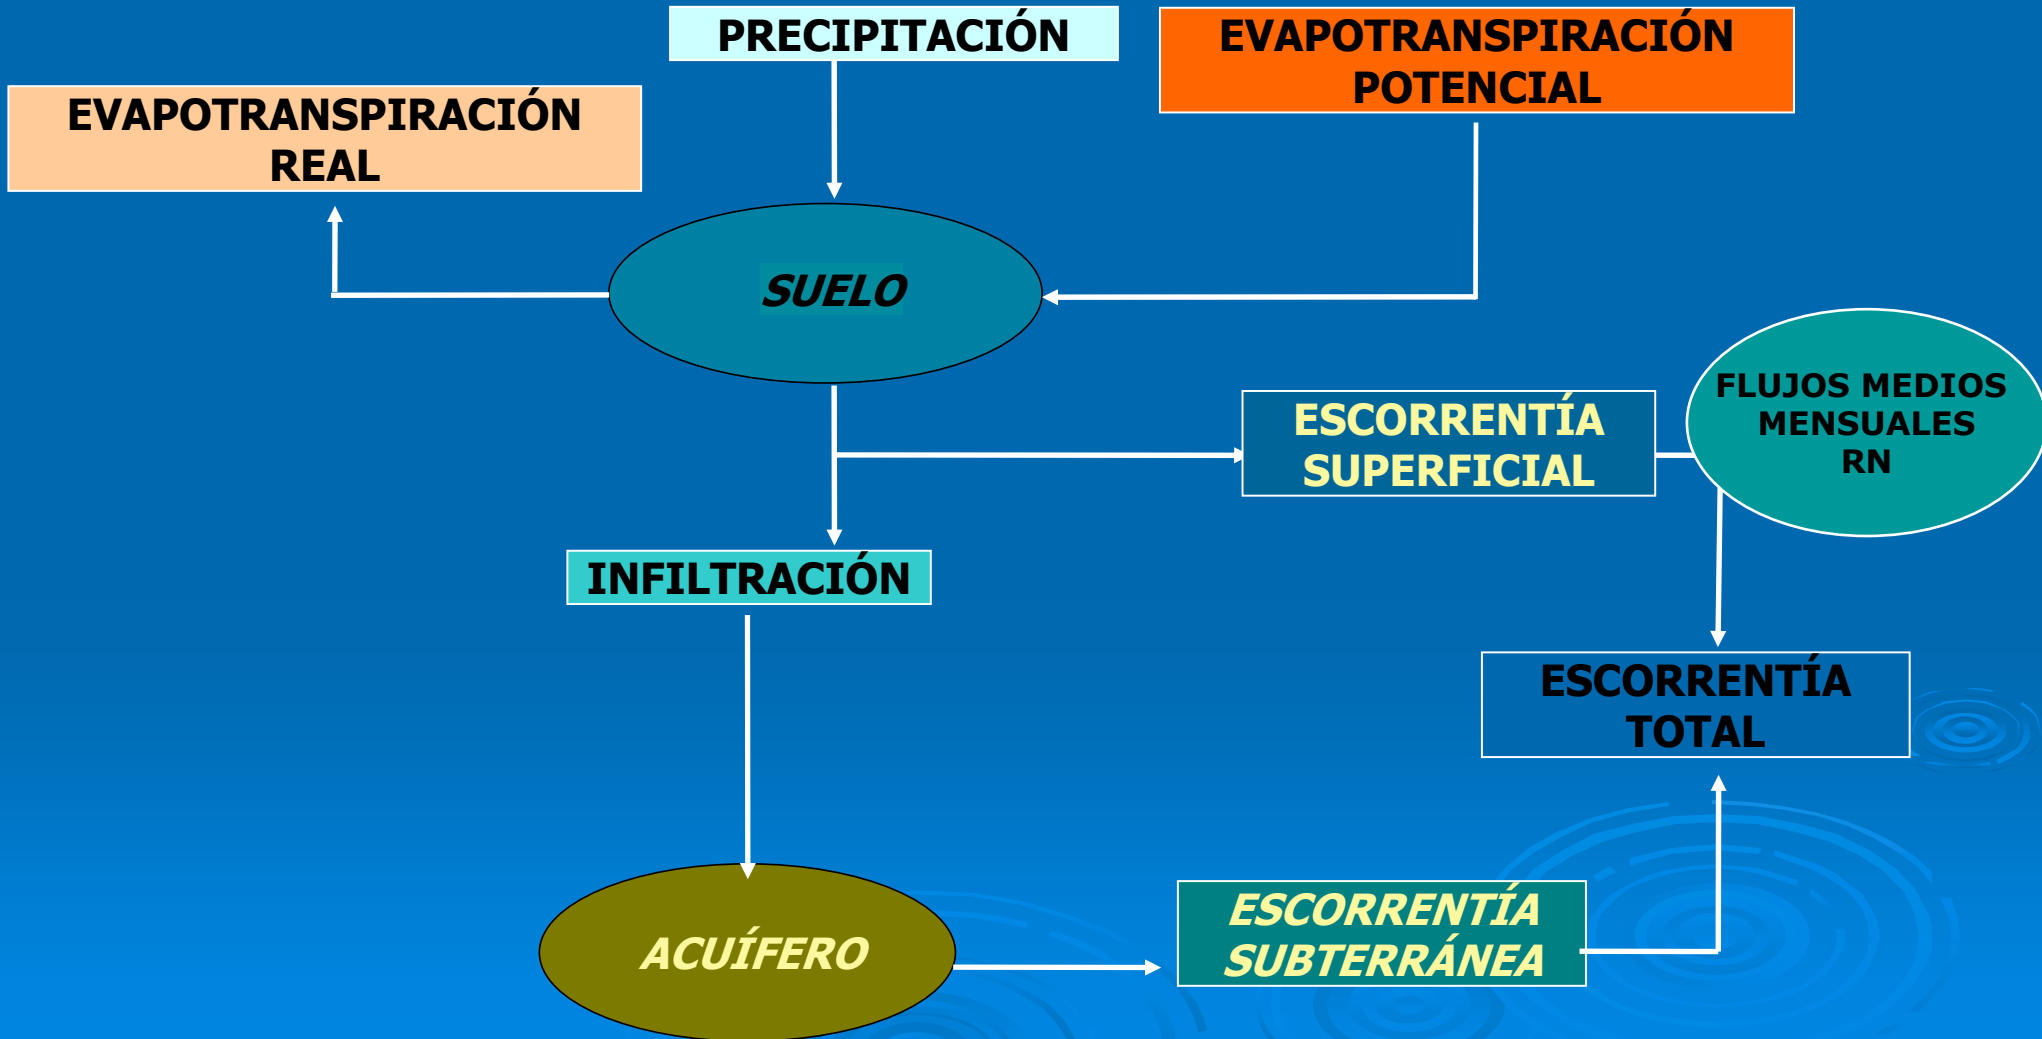 PRECIPITACIÓN
EVAPOTRANSPIRACIÓN
POTENCIAL
EVAPOTRANSPIRACIÓN
REAL
SUELO
FLUJOS MEDIOS
MENSUALES
RN
ESCORRENTÍA
SUPERFICIAL
INFILTRACIÓN
ESCORRENTÍA
TOTAL
ACUÍFERO
ESCORRENTÍA
SUBTERRÁNEA